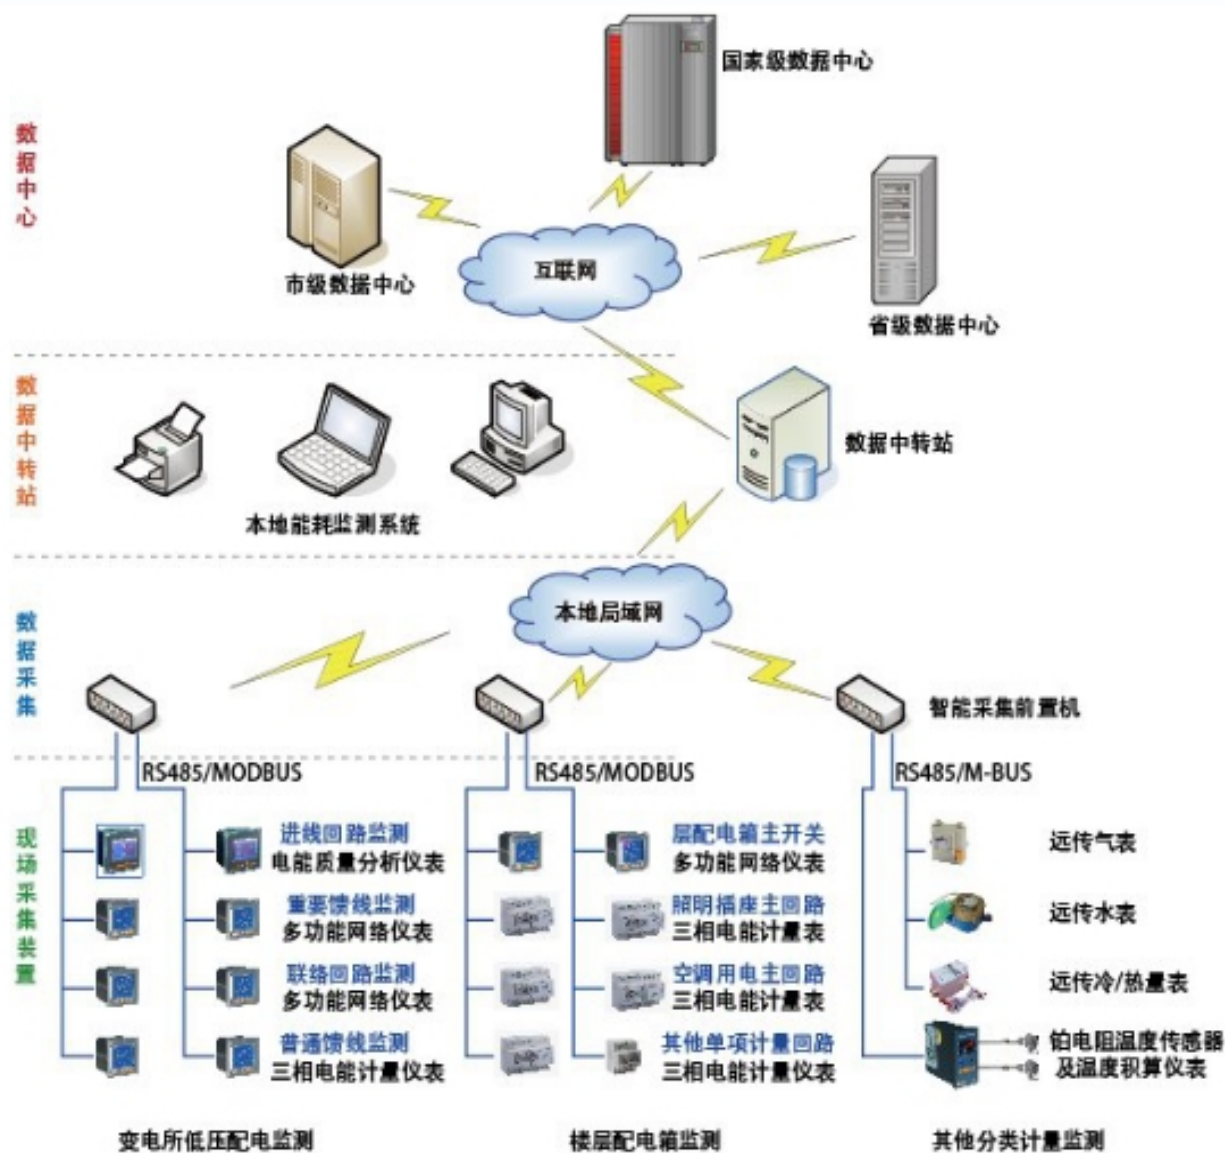 国家级数据中心
数据中心
市级数据中心
互联网
省级数据中心
数据中转站
数据中转站
本地能耗监测系统
本地局域网
数据采集
智能采集前置机
RS485/MODBUS
RS485/MODBUS
RS485/M-BUS
现场采集装置
进线回路监测
电能质量分析仪表
重要馈线监测
多功能网络仪表
联络回路监测
多功能网络仪表
普通馈线监测
三相电能计量仪表
层配电箱主开关
多功能网络仪表
照明插座主回路
三相电能计量表
空调用电主回路
三相电能计量表
其他单项计量回路
三相电能计量仪表
远传气表
远传水表
远传冷/热量表
铂电阻温度传感器
及温度积算仪表
变电所低压配电监测
楼层配电箱监测
其他分类计量监测